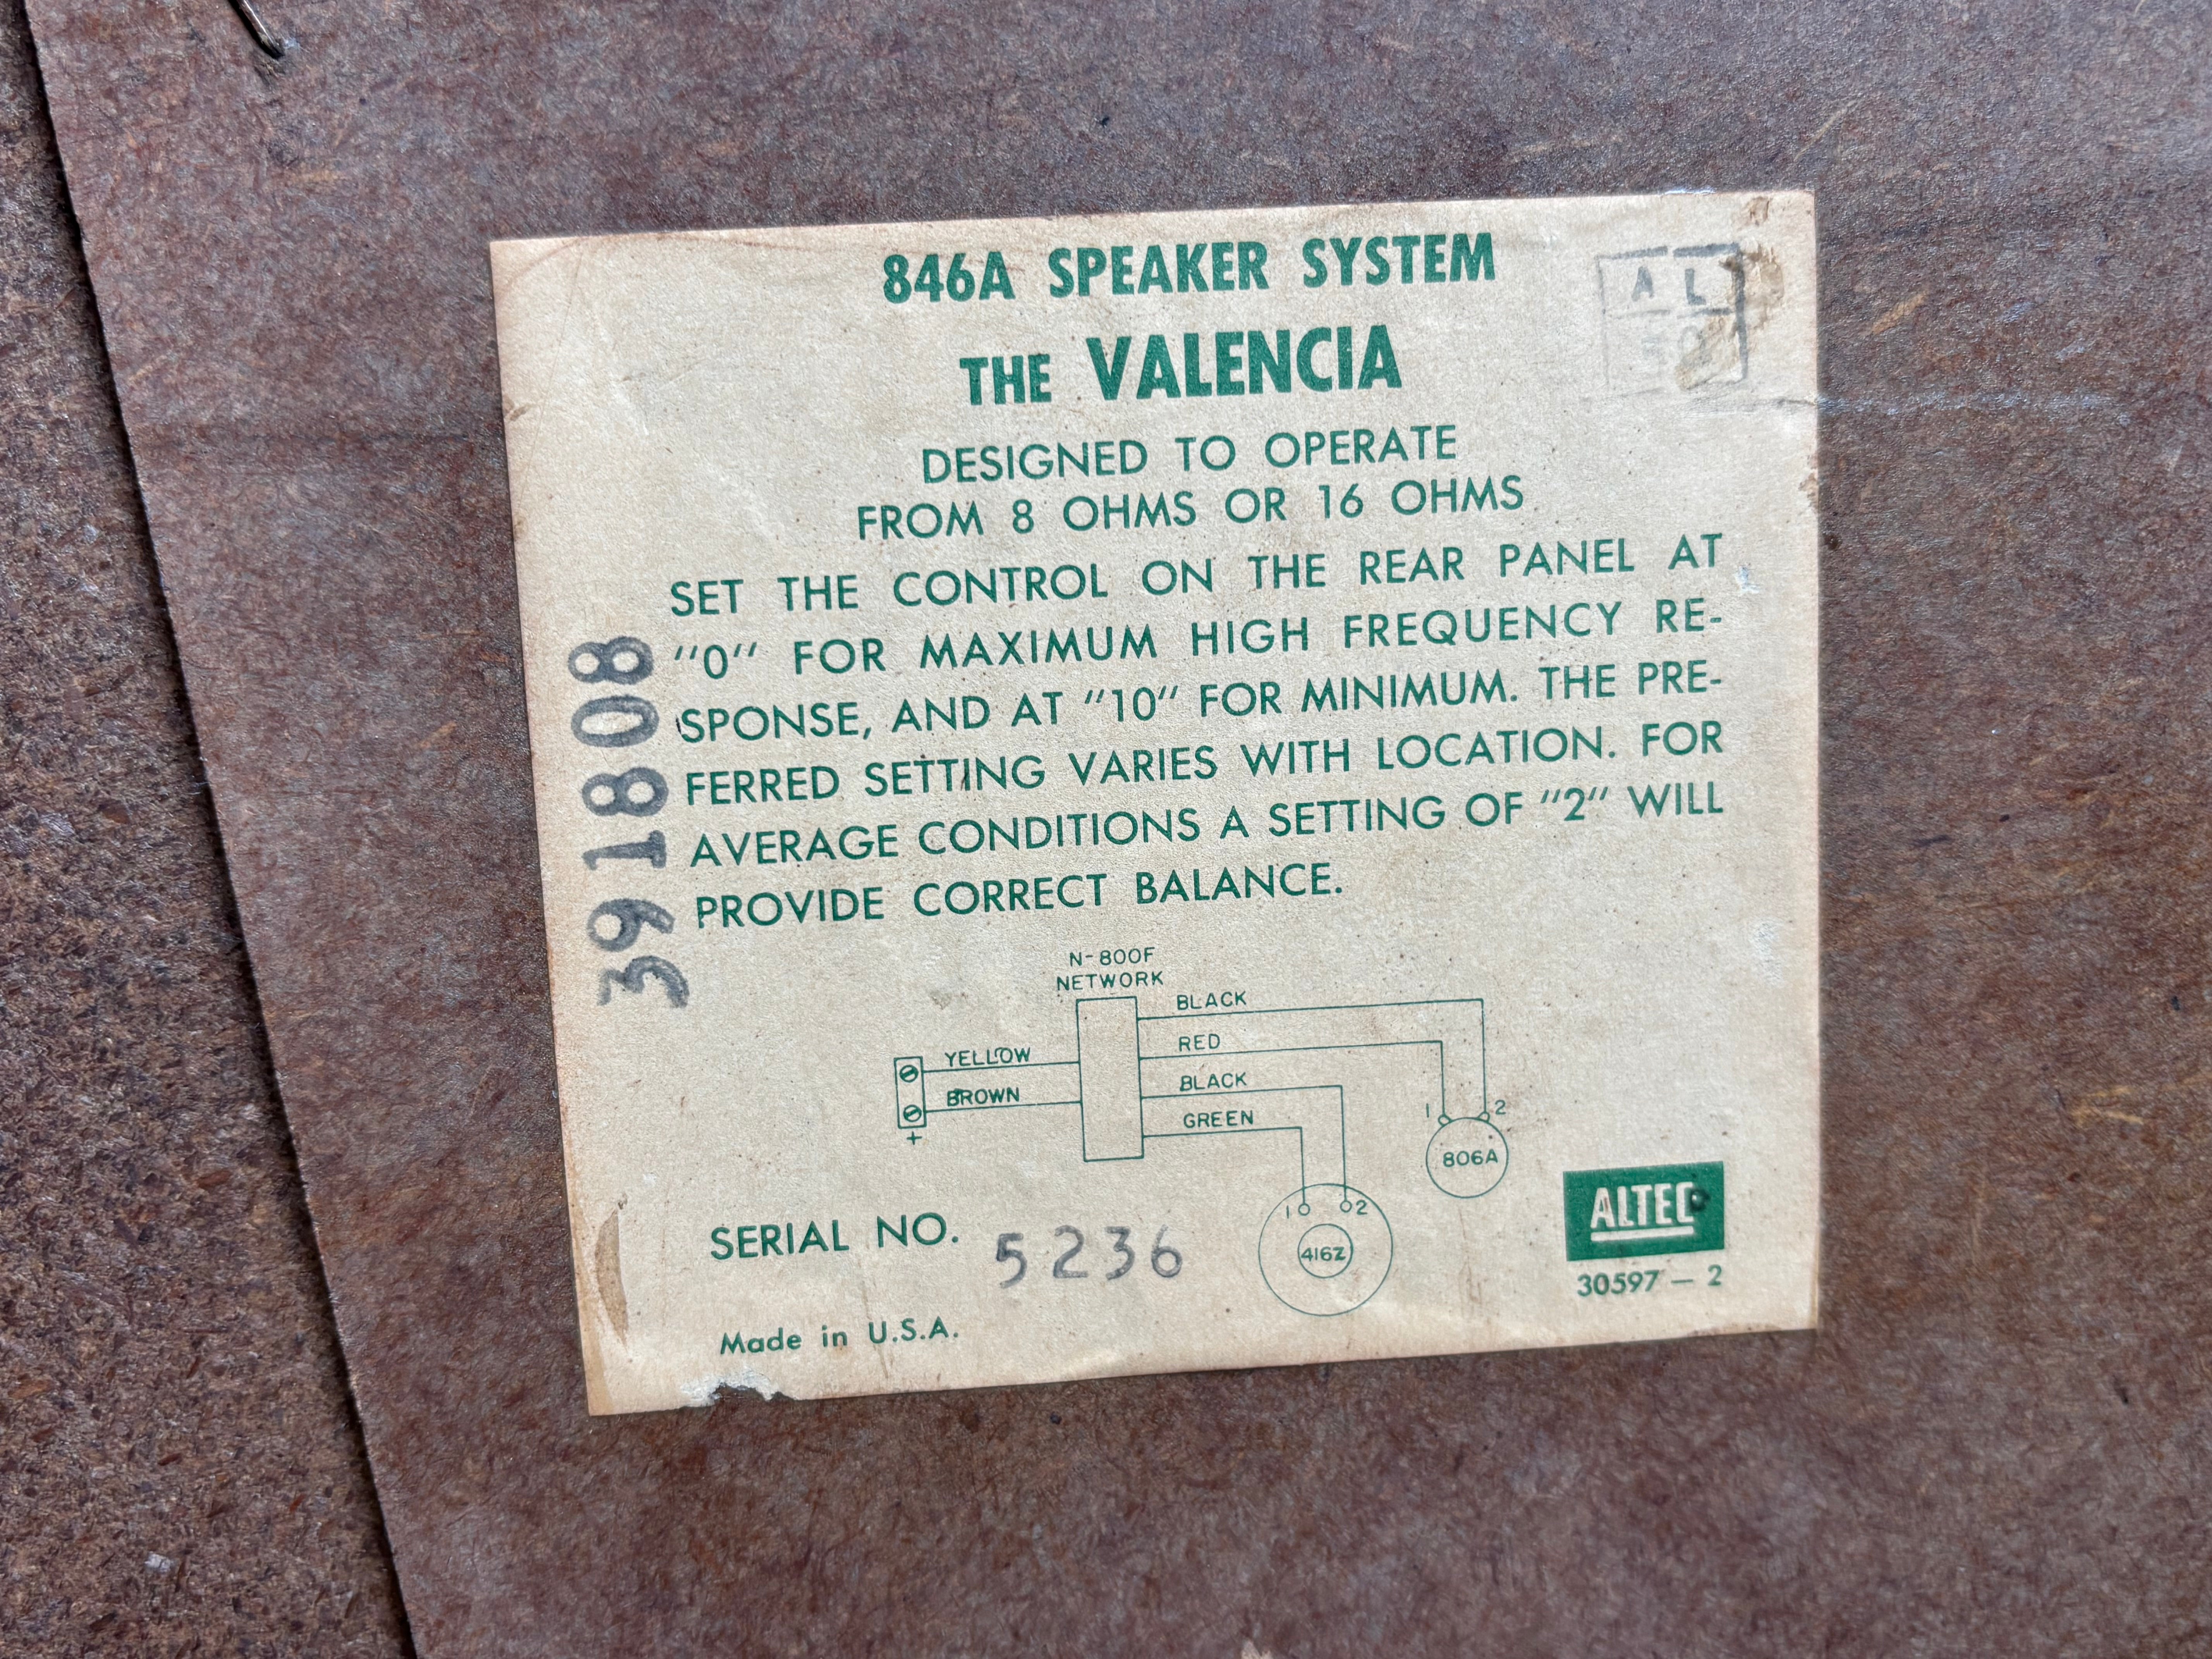 846A SPEAKER SYSTEM
THE VALENCIA
DESIGNED TO OPERATE
FROM 8 OHMS OR 16 OHMS
SET THE CONTROL ON THE REAR PANEL AT
"0" FOR MAXIMUM HIGH FREQUENCY RE-
SPONSE, AND AT "10" FOR MINIMUM. THE PRE-
FERRED SETTING VARIES WITH LOCATION. FOR
AVERAGE CONDITIONS A SETTING OF "2" WILL
PROVIDE CORRECT BALANCE.
A L
391808
N-800F
NETWORK
BLACK
RED
BLACK
GREEN
YELLOW
BROWN
+
1 2
806A
1 2
416Z
SERIAL NO. 5236
Made in U.S.A.
ALTEC
30597-2